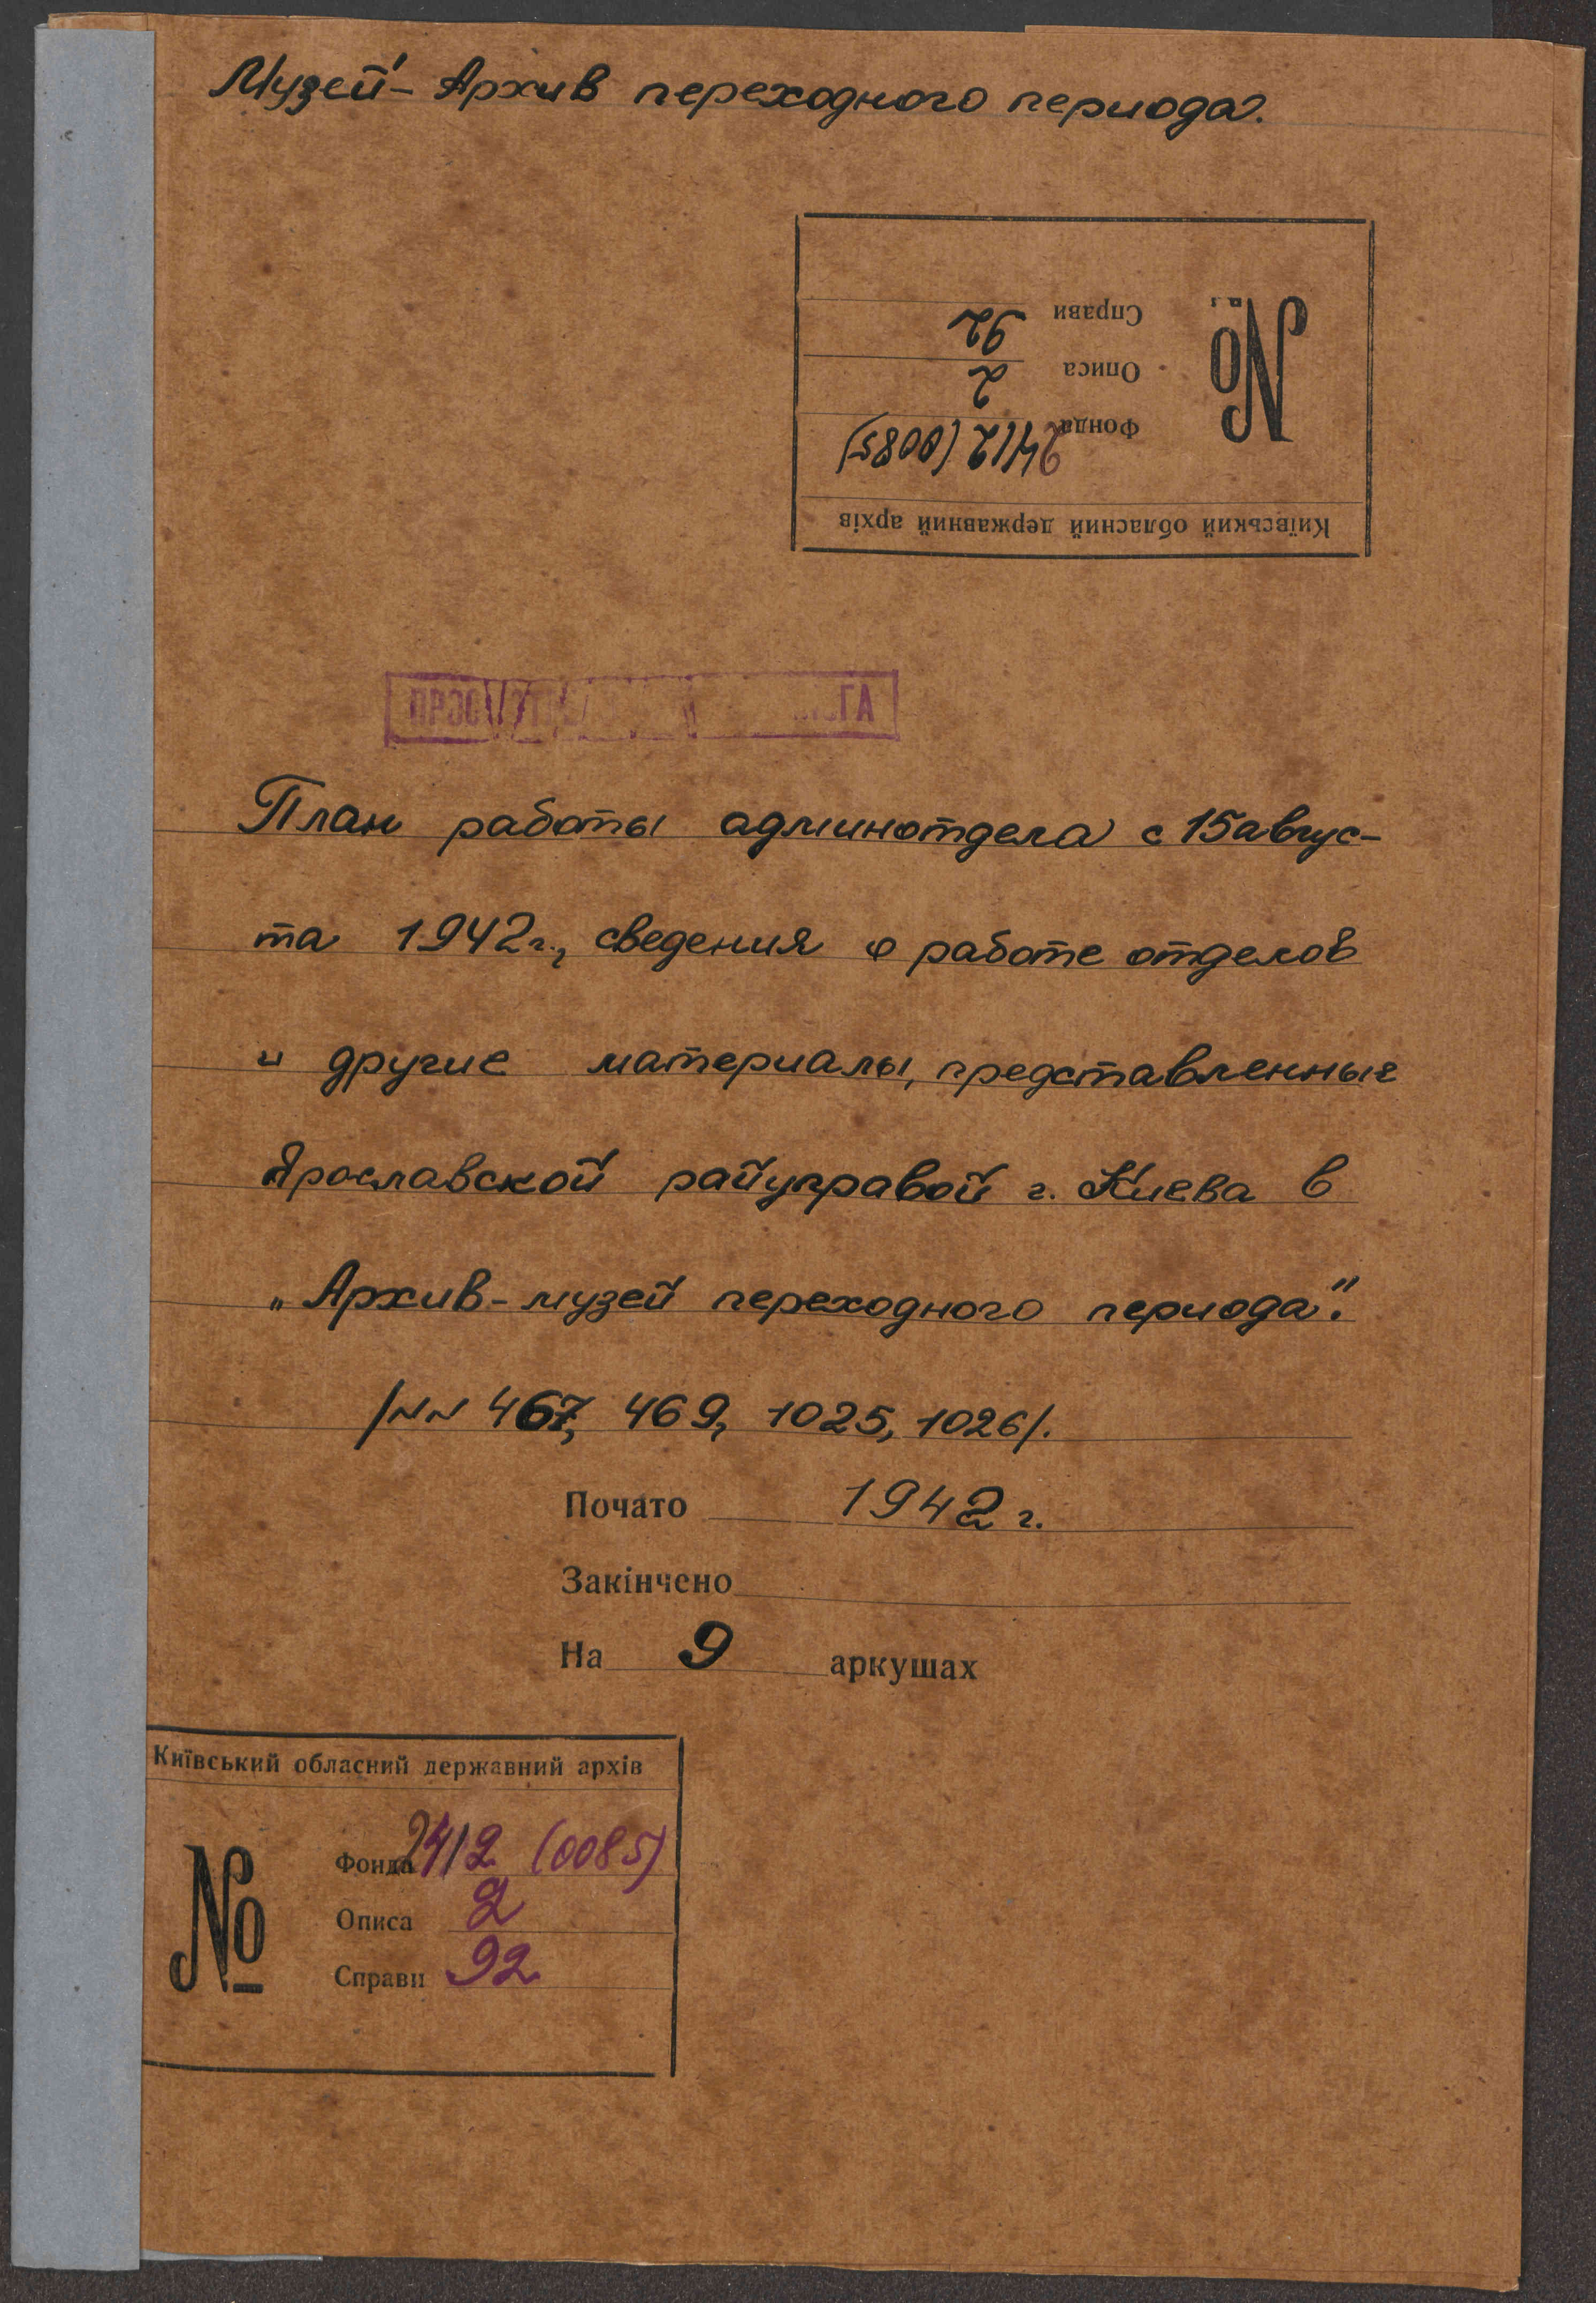 Музей-Архив переходного периода.
Київський обласний державний архів
№
Фонда 2412 (0085)
Описа 2
Справи 92
План работы админотдела с 15 авгус-
та 1942 г., сведения о работе отделов
и другие материалы, представленные
Ярославской райуправой г. Киева в
„Архив-музей переходного периода".
/NN 467, 469, 1025, 1026/.
Почато 1942 г.
Закінчено
На 9 аркушах
Київський обласний державний архів
№
Фонда 2412 (0085)
Описа 2
Справи 92